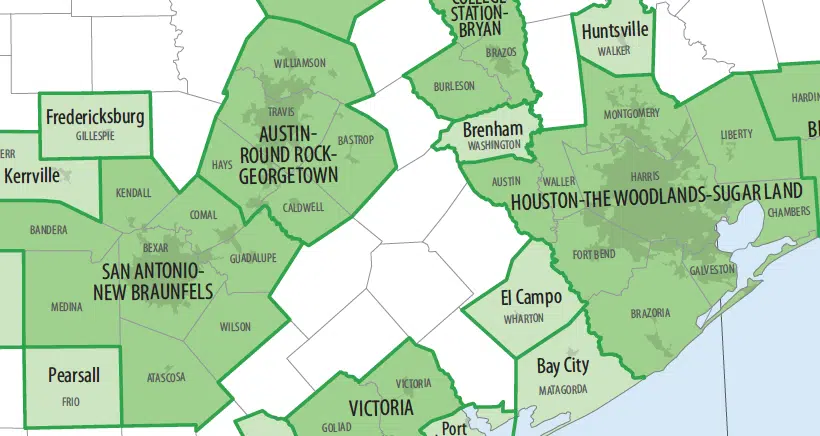 COLLEGE
STATION-
BRYAN
BRAZOS
BURLESON
Huntsville
WALKER
WILLIAMSON
TRAVIS
AUSTIN-
ROUND ROCK-
GEORGETOWN
HAYS
BASTROP
CALDWELL
Fredericksburg
GILLESPIE
Kerrville
KENDALL
COMAL
BANDERA
BEXAR
GUADALUPE
SAN ANTONIO-
NEW BRAUNFELS
MEDINA
WILSON
ATASCOSA
Pearsall
FRIO
Brenham
WASHINGTON
MONTGOMERY
LIBERTY
HARDIN
AUSTIN
WALLER
HARRIS
HOUSTON-THE WOODLANDS-SUGAR LAND
CHAMBERS
FORT BEND
GALVESTON
BRAZORIA
El Campo
WHARTON
Bay City
MATAGORDA
VICTORIA
VICTORIA
GOLIAD
Port